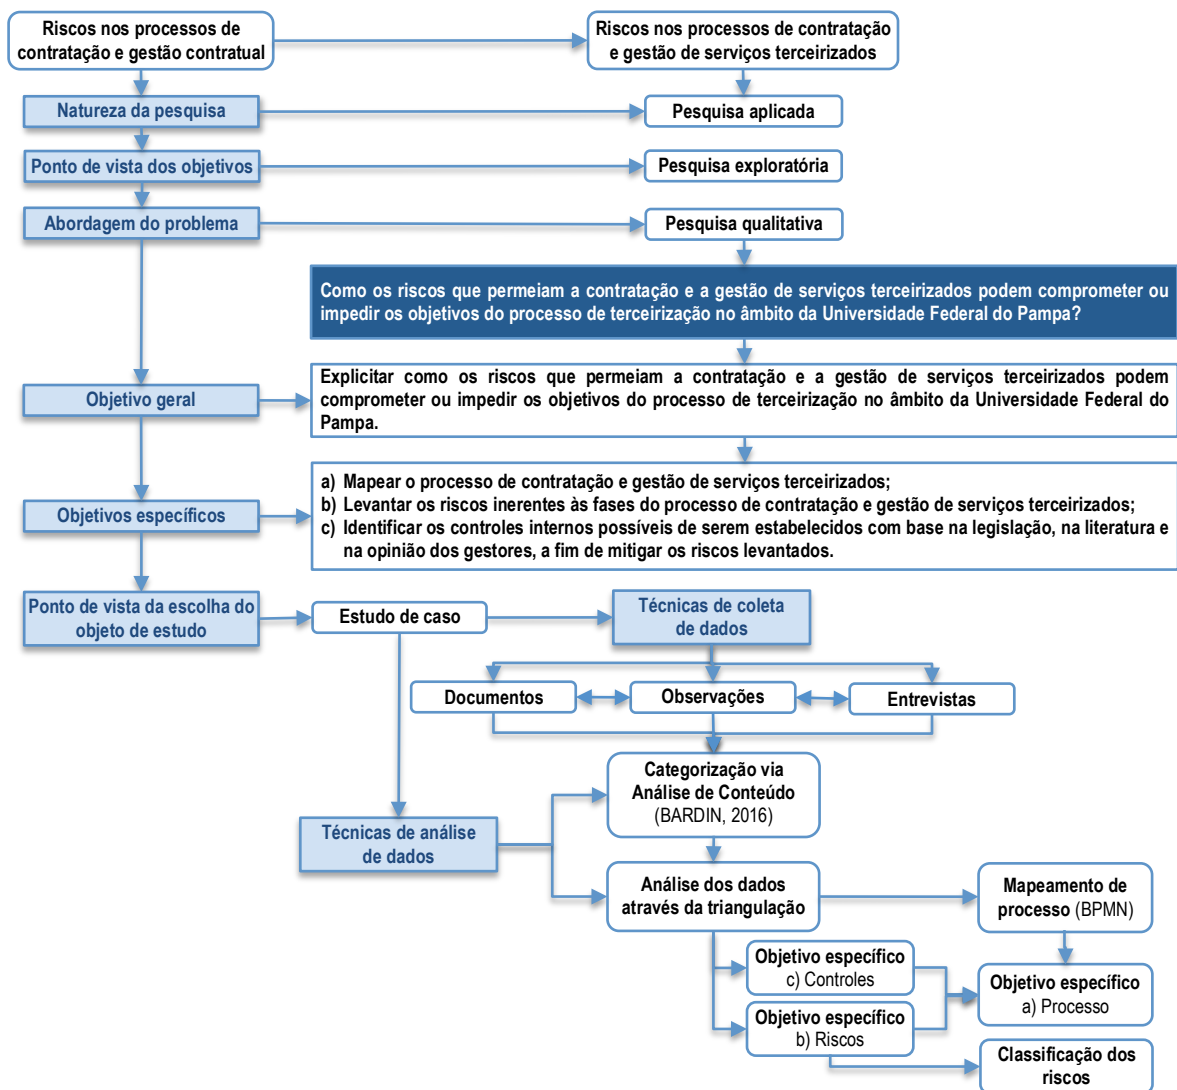 Riscos nos processos de
contratação e gestão contratual
Riscos nos processos de contratação
e gestão de serviços terceirizados
Natureza da pesquisa
Pesquisa aplicada
Ponto de vista dos objetivos
Pesquisa exploratória
Abordagem do problema
Pesquisa qualitativa
Como os riscos que permeiam a contratação e a gestão de serviços terceirizados podem comprometer ou
impedir os objetivos do processo de terceirização no âmbito da Universidade Federal do Pampa?
Objetivo geral
Explicitar como os riscos que permeiam a contratação e a gestão de serviços terceirizados podem
comprometer ou impedir os objetivos do processo de terceirização no âmbito da Universidade Federal do
Pampa.
Objetivos específicos
a) Mapear o processo de contratação e gestão de serviços terceirizados;
b) Levantar os riscos inerentes às fases do processo de contratação e gestão de serviços terceirizados;
c) Identificar os controles internos possíveis de serem estabelecidos com base na legislação, na literatura e
na opinião dos gestores, a fim de mitigar os riscos levantados.
Ponto de vista da escolha do
objeto de estudo
Estudo de caso
Técnicas de coleta
de dados
Documentos
Observações
Entrevistas
Categorização via
Análise de Conteúdo
(BARDIN, 2016)
Técnicas de análise
de dados
Análise dos dados
através da triangulação
Mapeamento de
processo (BPMN)
Objetivo específico
c) Controles
Objetivo específico
a) Processo
Objetivo específico
b) Riscos
Classificação dos
riscos